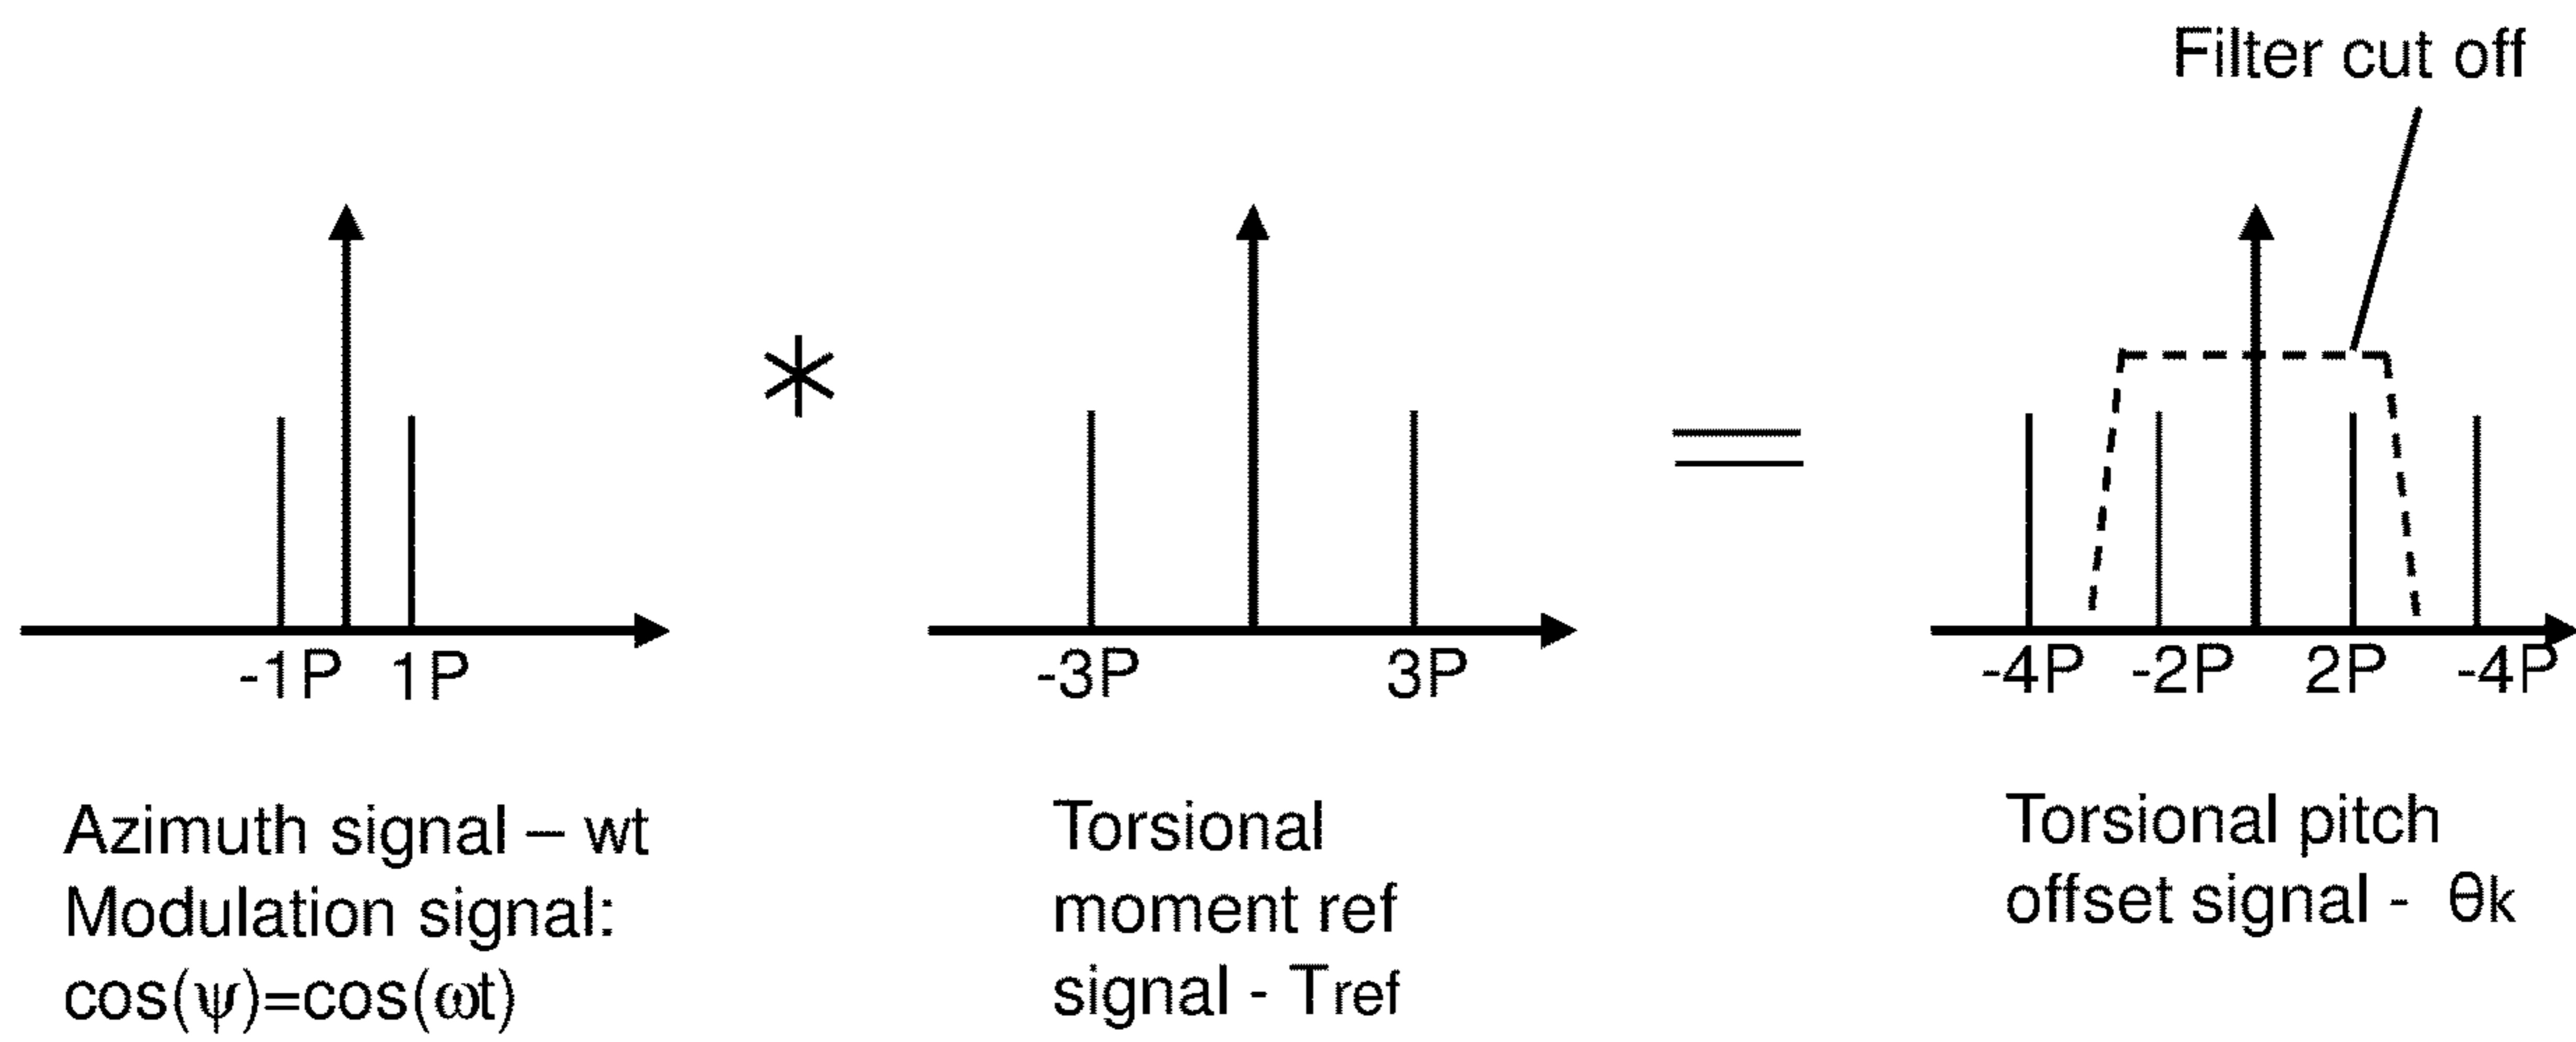 Filter cut off
*
-1P 1P
-3P 3P
=
-4P -2P 2P -4P
Azimuth signal – wt
Modulation signal:
cos(ψ)=cos(ωt)
Torsional
moment ref
signal - Tref
Torsional pitch
offset signal - θk